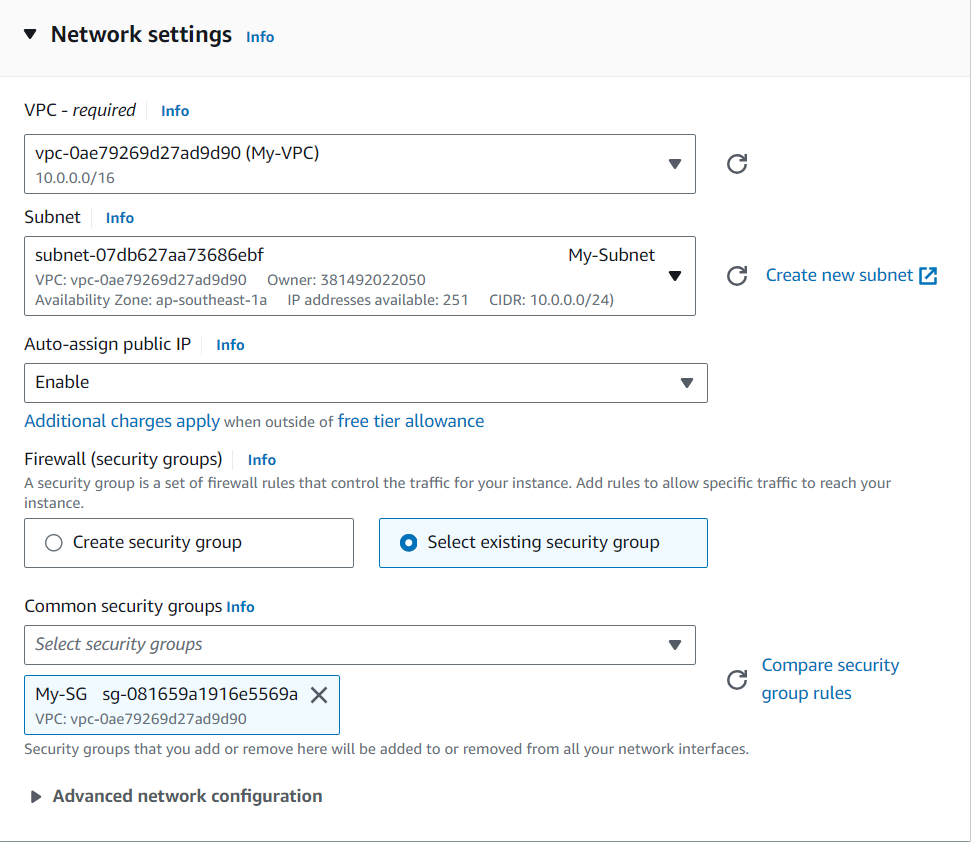 Network settings Info
VPC - required Info
vpc-0ae79269d27ad9d90 (My-VPC)
10.0.0.0/16
Subnet Info
subnet-07db627aa73686ebf My-Subnet
VPC: vpc-0ae79269d27ad9d90 Owner: 381492022050
Availability Zone: ap-southeast-1a IP addresses available: 251 CIDR: 10.0.0.0/24)
Create new subnet
Auto-assign public IP Info
Enable
Additional charges apply when outside of free tier allowance
Firewall (security groups) Info
A security group is a set of firewall rules that control the traffic for your instance. Add rules to allow specific traffic to reach your
instance.
Create security group Select existing security group
Common security groups Info
Select security groups
My-SG sg-081659a1916e5569a
VPC: vpc-0ae79269d27ad9d90
Compare security
group rules
Security groups that you add or remove here will be added to or removed from all your network interfaces.
Advanced network configuration